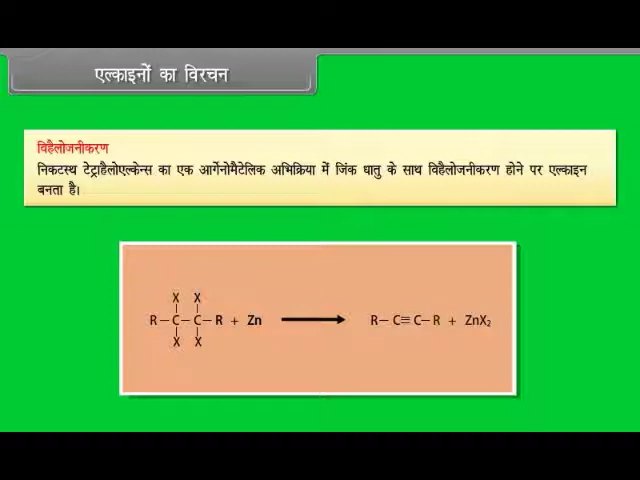 एल्काइनों का विरचन
विहैलोजनीकरण
निकटस्थ टेट्राहैलोएल्केन्स का एक आर्गेनोमैटेलिक अभिक्रिया में जिंक धातु के साथ विहैलोजनीकरण होने पर एल्काइन
बनता है।
X X
R – C – C – R + Zn ⟶ R – C ≡ C – R + ZnX₂
X X